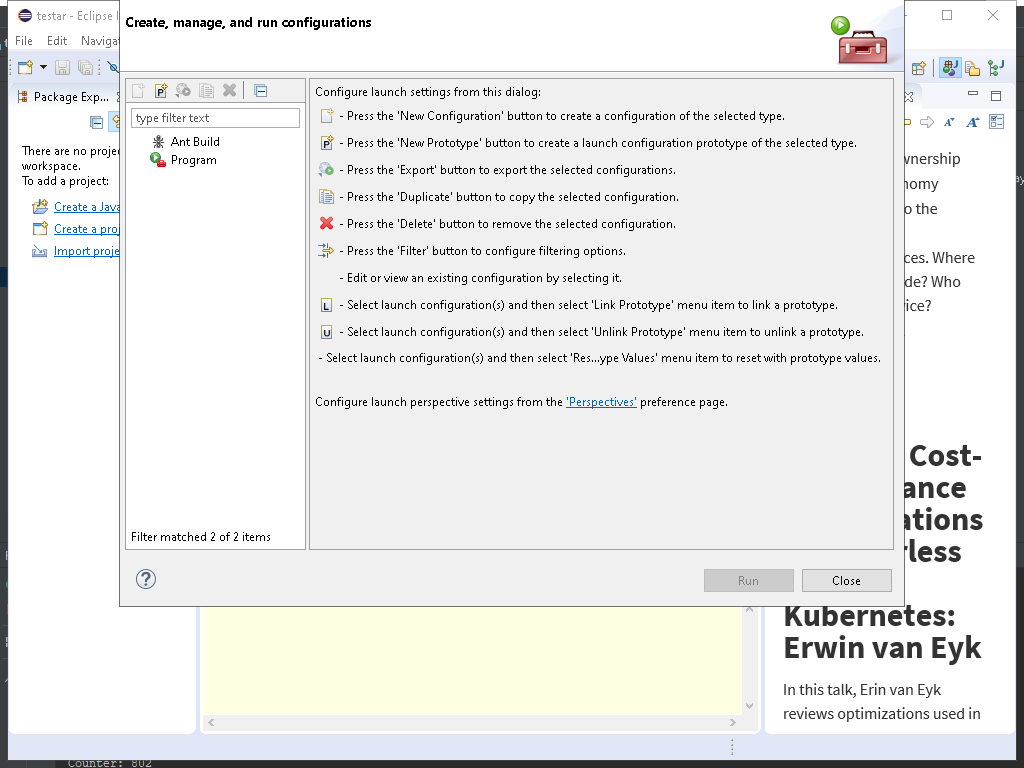 testar - Eclipse I
File Edit Naviga
Package Exp...
There are no proje
workspace.
To add a project:
Create a Java
Create a proj
Import proje
Create, manage, and run configurations
type filter text
Ant Build
Program
Filter matched 2 of 2 items
Configure launch settings from this dialog:
- Press the 'New Configuration' button to create a configuration of the selected type.
- Press the 'New Prototype' button to create a launch configuration prototype of the selected type.
- Press the 'Export' button to export the selected configurations.
- Press the 'Duplicate' button to copy the selected configuration.
- Press the 'Delete' button to remove the selected configuration.
- Press the 'Filter' button to configure filtering options.
- Edit or view an existing configuration by selecting it.
L - Select launch configuration(s) and then select 'Link Prototype' menu item to link a prototype.
U - Select launch configuration(s) and then select 'Unlink Prototype' menu item to unlink a prototype.
- Select launch configuration(s) and then select 'Res...ype Values' menu item to reset with prototype values.
Configure launch perspective settings from the 'Perspectives' preference page.
Run Close
wnership
nomy
o the
ces. Where
de? Who
vice?
Cost-
ance
ations
rless
Kubernetes:
Erwin van Eyk
In this talk, Erin van Eyk
reviews optimizations used in
Counter: 802